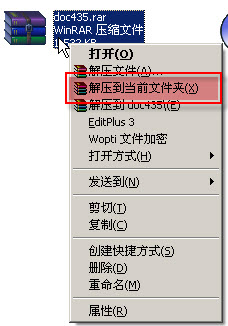 doc435.rar
WinRAR 压缩文件
打开(O)
解压文件(A)...
解压到当前文件夹(X)
解压到 doc435\(E)
EditPlus 3
Wopti 文件加密
打开方式(H)
发送到(N)
剪切(T)
复制(C)
创建快捷方式(S)
删除(D)
重命名(M)
属性(R)